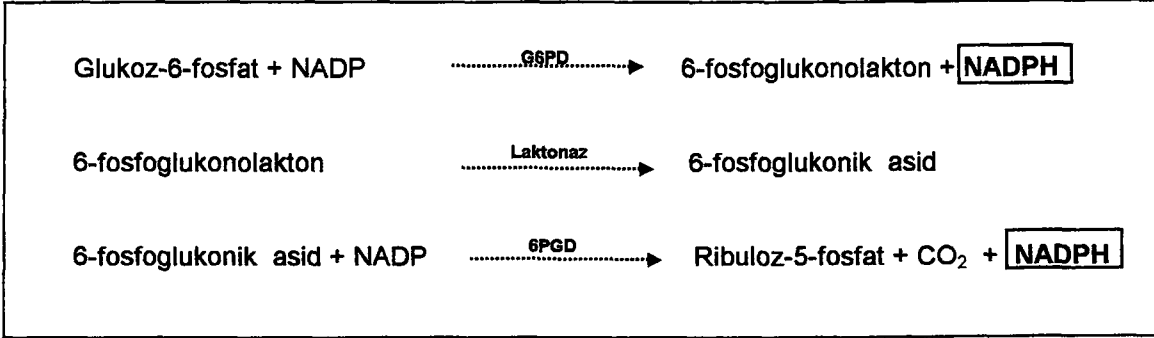 Glukoz-6-fosfat + NADP G6PD 6-fosfoglukonolakton + NADPH
6-fosfoglukonolakton Laktonaz 6-fosfoglukonik asid
6-fosfoglukonik asid + NADP 6PGD Ribuloz-5-fosfat + CO₂ + NADPH